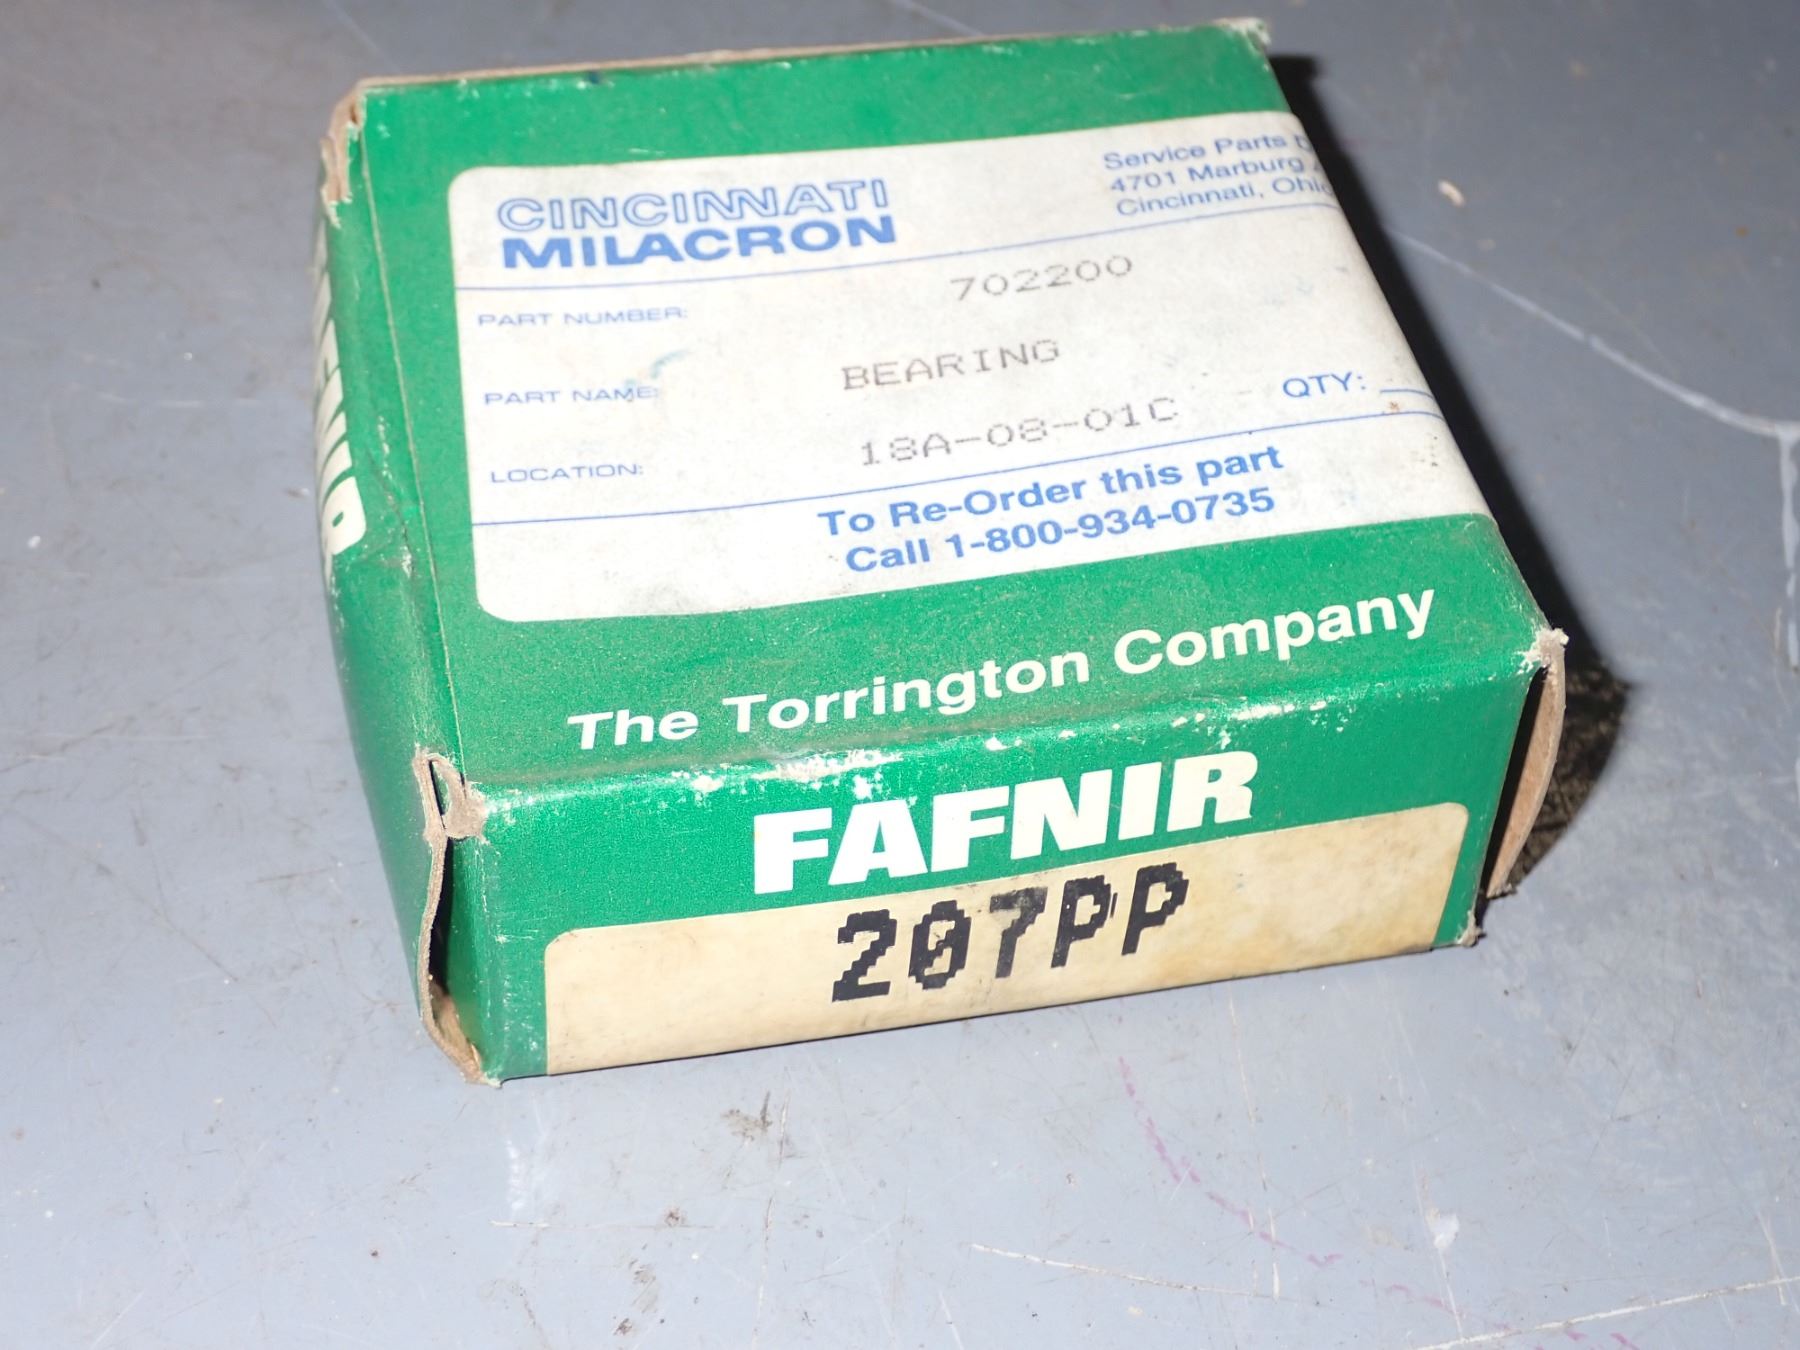 CINCINNATI
MILACRON
Service Parts
4701 Marburg
Cincinnati, Ohio
PART NUMBER: 702200
PART NAME: BEARING
LOCATION: 18A-08-01C QTY:
To Re-Order this part
Call 1-800-934-0735
The Torrington Company
FAFNIR
207PP
FAFNIR